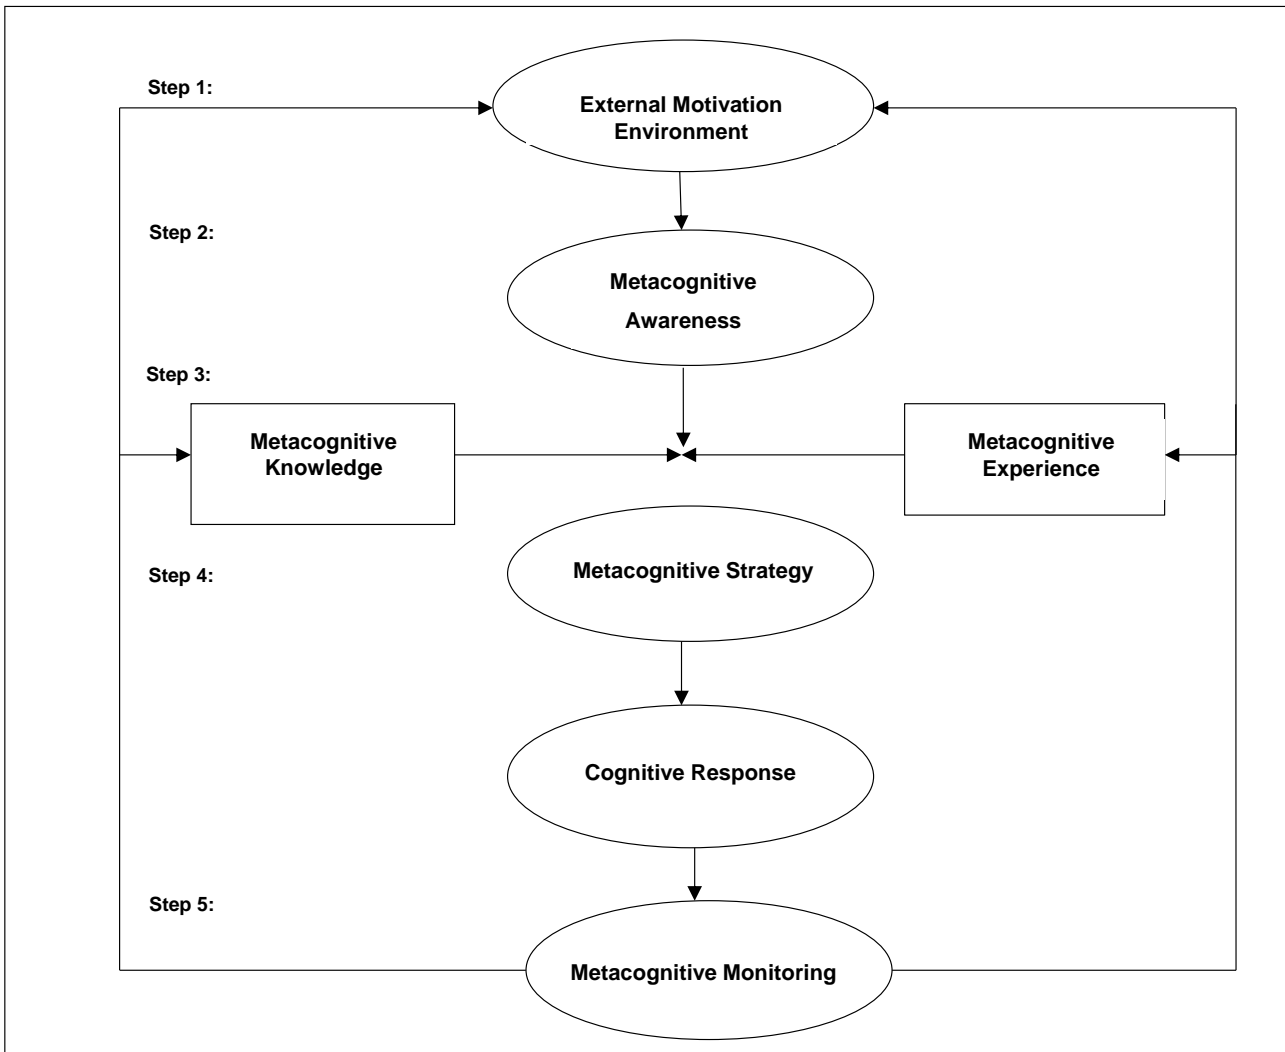 Step 1:
External Motivation
Environment
Step 2:
Metacognitive
Awareness
Step 3:
Metacognitive
Knowledge
Metacognitive
Experience
Metacognitive Strategy
Step 4:
Cognitive Response
Step 5:
Metacognitive Monitoring